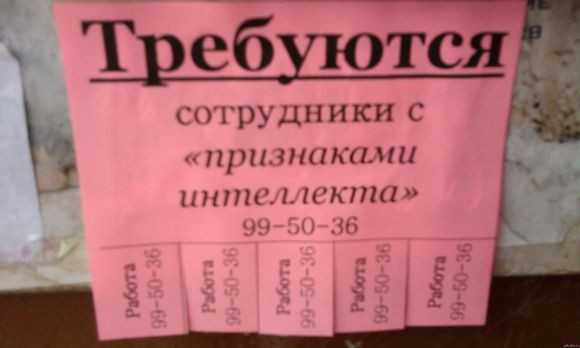 Требуются
сотрудники с
«признаками
интеллекта»
99-50-36
Работа
99-50-36
Работа
99-50-36
Работа
99-50-36
Работа
99-50-36
Работа
99-50-36